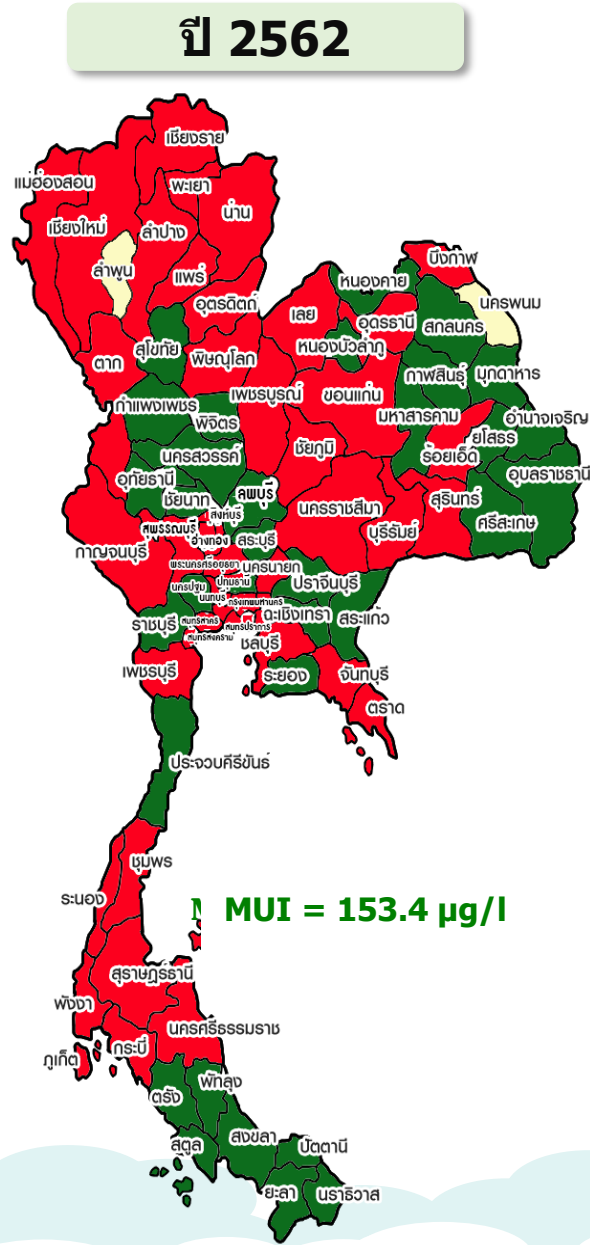 ปี 2562
เชียงราย
แม่ฮ่องสอน
พะเยา
น่าน
เชียงใหม่
ลำปาง
ลำพูน
แพร่
อุตรดิตถ์
บึงกาฬ
หนองคาย
นครพนม
เลย
อุดรธานี
สกลนคร
สุโขทัย
หนองบัวลำภู
ตาก
พิษณุโลก
กาฬสินธุ์
มุกดาหาร
เพชรบูรณ์
ขอนแก่น
กำแพงเพชร
พิจิตร
มหาสารคาม
อำนาจเจริญ
ยโสธร
นครสวรรค์
ชัยภูมิ
ร้อยเอ็ด
อุบลราชธานี
อุทัยธานี
ชัยนาท
ลพบุรี
สุรินทร์
นครราชสีมา
สิงห์บุรี
ศรีสะเกษ
สุพรรณบุรี
บุรีรัมย์
อ่างทอง
สระบุรี
กาญจนบุรี
พระนครศรีอยุธยา
นครนายก
นครปฐม
ปทุมธานี
ปราจีนบุรี
นนทบุรี
กรุงเทพมหานคร
ฉะเชิงเทรา
สระแก้ว
ราชบุรี
สมุทรสาคร
สมุทรปราการ
สมุทรสงคราม
ชลบุรี
เพชรบุรี
ระยอง
จันทบุรี
ตราด
ประจวบคีรีขันธ์
ชุมพร
ระนอง
MUI = 153.4 µg/l
สุราษฎร์ธานี
พังงา
นครศรีธรรมราช
กระบี่
ภูเก็ต
พัทลุง
ตรัง
สตูล
สงขลา
ปัตตานี
ยะลา
นราธิวาส